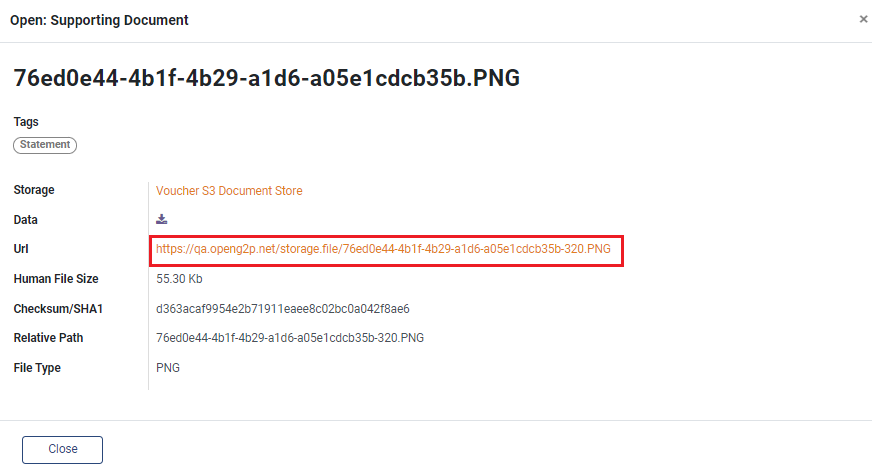 Open: Supporting Document ×
76ed0e44-4b1f-4b29-a1d6-a05e1cdcb35b.PNG
Tags
Statement
Storage Voucher S3 Document Store
Data
Url https://qa.openg2p.net/storage.file/76ed0e44-4b1f-4b29-a1d6-a05e1cdcb35b-320.PNG
Human File Size 55.30 Kb
Checksum/SHA1 d363acaf9954e2b71911eaee8c02bc0a042f8ae6
Relative Path 76ed0e44-4b1f-4b29-a1d6-a05e1cdcb35b-320.PNG
File Type PNG
Close